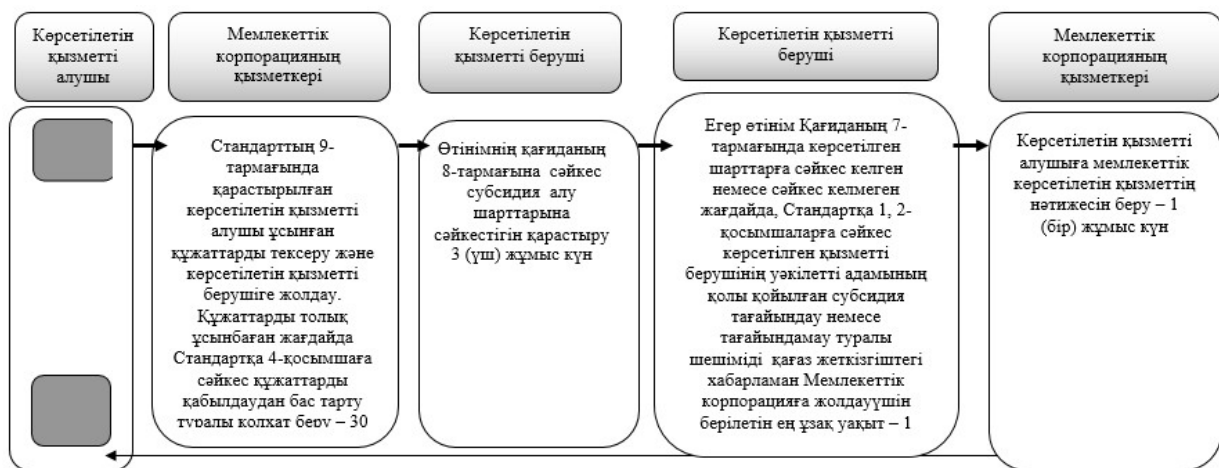 Көрсетілетін
қызметті
алушы
Мемлекеттік
корпорацияның
қызметкері
Көрсетілетін
қызметті беруші
Көрсетілетін қызметті
беруші
Мемлекеттік
корпорацияның
қызметкері
Стандарттың 9-
тармағында
қарастырылған
көрсетілетін қызметті
алушы ұсынған
құжаттарды тексеру және
көрсетілетін қызметті
берушіге жолдау.
Құжаттарды толық
ұсынбаған жағдайда
Стандартқа 4-қосымшаға
сәйкес құжаттарды
қабылдаудан бас тарту
туралы қолхат беру – 30
Өтінімнің қағиданың
8-тармағына сәйкес
субсидия алу
шарттарына
сәйкестігін қарастыру
3 (үш) жұмыс күн
Егер өтінім Қағиданың 7-
тармағында көрсетілген
шарттарға сәйкес келген
немесе сәйкес келмеген
жағдайда, Стандартқа 1, 2-
қосымшаларға сәйкес
көрсетілген қызметті
берушінің уәкілетті адамының
қолы қойылған субсидия
тағайындау немесе
тағайындамау туралы
шешіміді қағаз жеткізгіштегі
хабарламан Мемлекеттік
корпорацияға жолдауүшін
берілетін ең ұзақ уақыт – 1
Көрсетілетін қызметті
алушыға мемлекеттік
көрсетілетін қызметтің
нәтижесін беру – 1
(бір) жұмыс күн